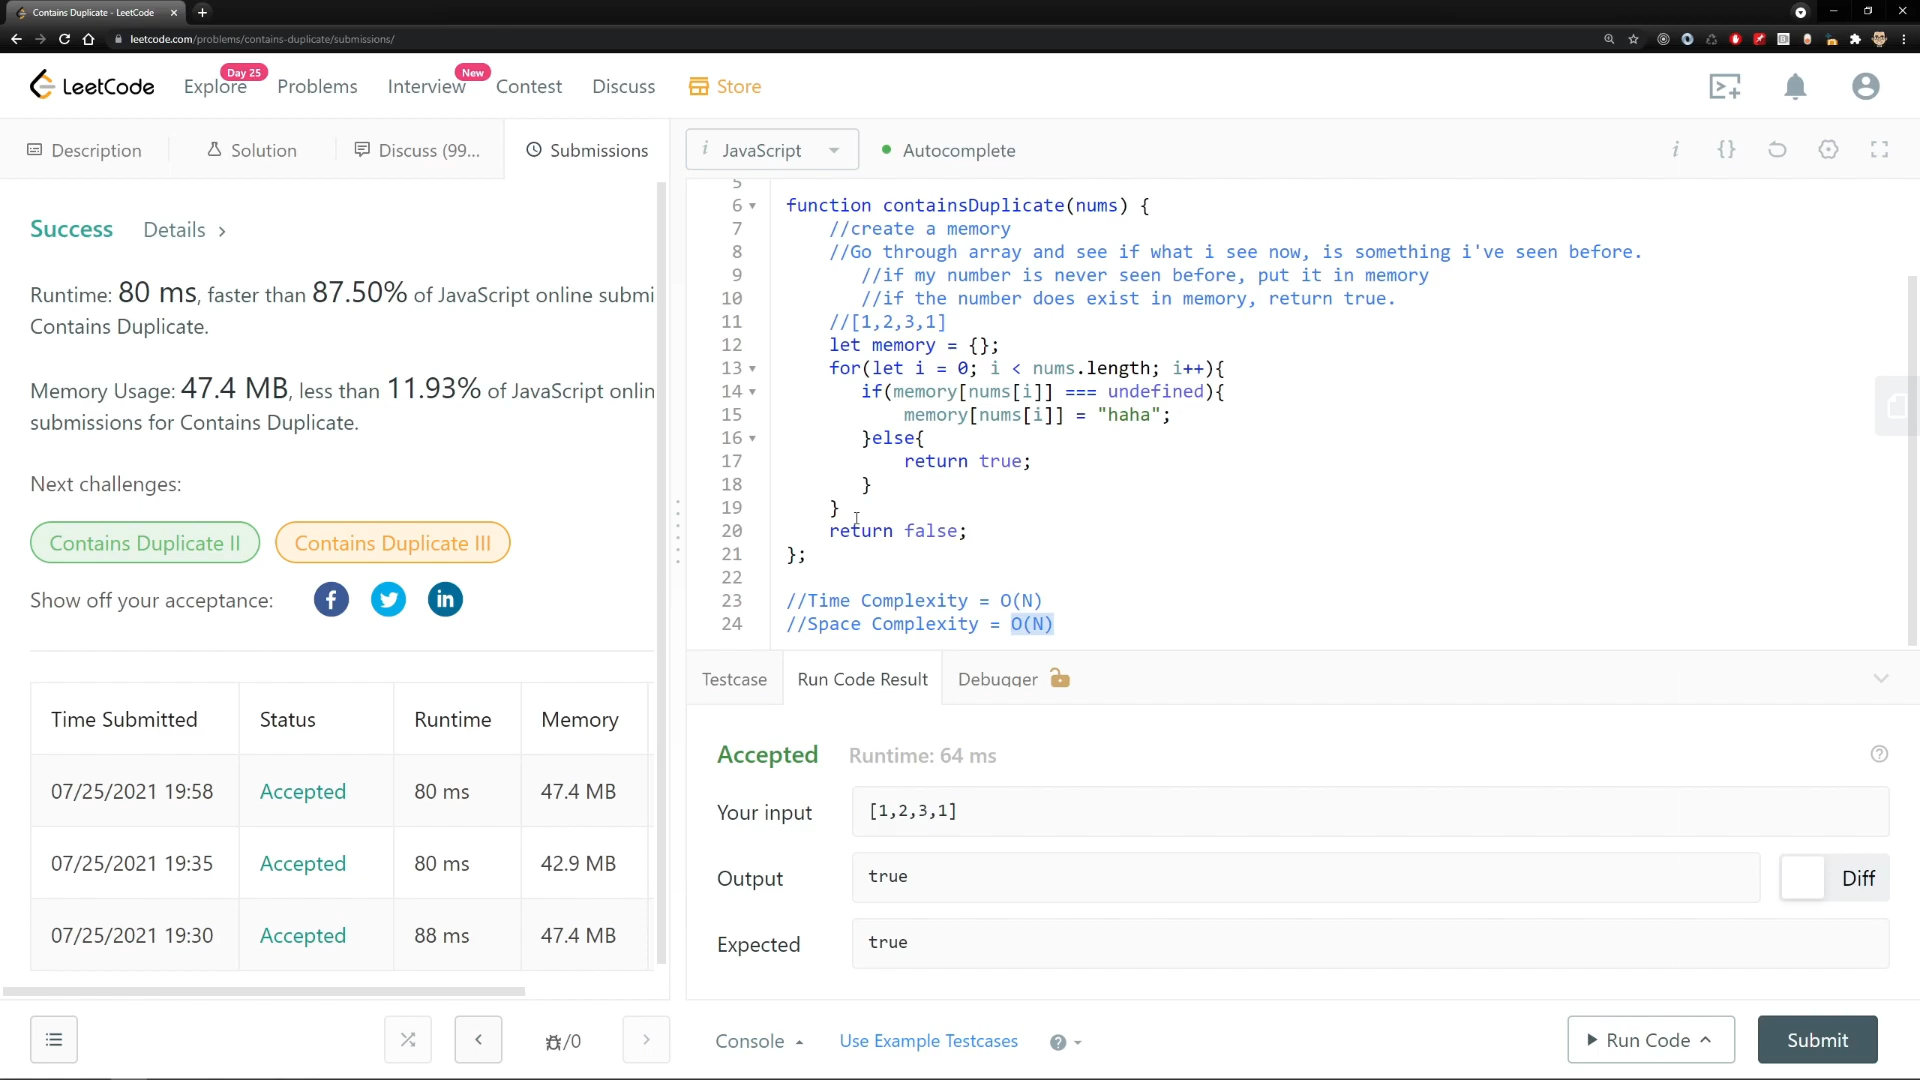 Contains Duplicate - LeetCode
leetcode.com/problems/contains-duplicate/submissions/
LeetCode
Explore
Day 25
Problems
Interview
New
Contest
Discuss
Store
Description
Solution
Discuss (99...
Submissions
i JavaScript
Autocomplete
Success
Details
Runtime: 80 ms, faster than 87.50% of JavaScript online submi
Contains Duplicate.
Memory Usage: 47.4 MB, less than 11.93% of JavaScript onlin
submissions for Contains Duplicate.
Next challenges:
Contains Duplicate II
Contains Duplicate III
Show off your acceptance:
Time Submitted Status Runtime Memory
07/25/2021 19:58 Accepted 80 ms 47.4 MB
07/25/2021 19:35 Accepted 80 ms 42.9 MB
07/25/2021 19:30 Accepted 88 ms 47.4 MB
/0
5
6 function containsDuplicate(nums) {
7 //create a memory
8 //Go through array and see if what i see now, is something i've seen before.
9 //if my number is never seen before, put it in memory
10 //if the number does exist in memory, return true.
11 //[1,2,3,1]
12 let memory = {};
13 for(let i = 0; i < nums.length; i++){
14 if(memory[nums[i]] === undefined){
15 memory[nums[i]] = "haha";
16 }else{
17 return true;
18 }
19 }
20 return false;
21 };
22
23 //Time Complexity = O(N)
24 //Space Complexity = O(N)
Testcase
Run Code Result
Debugger
Accepted
Runtime: 64 ms
Your input
[1,2,3,1]
Output
true
Diff
Expected
true
Console
Use Example Testcases
Run Code
Submit